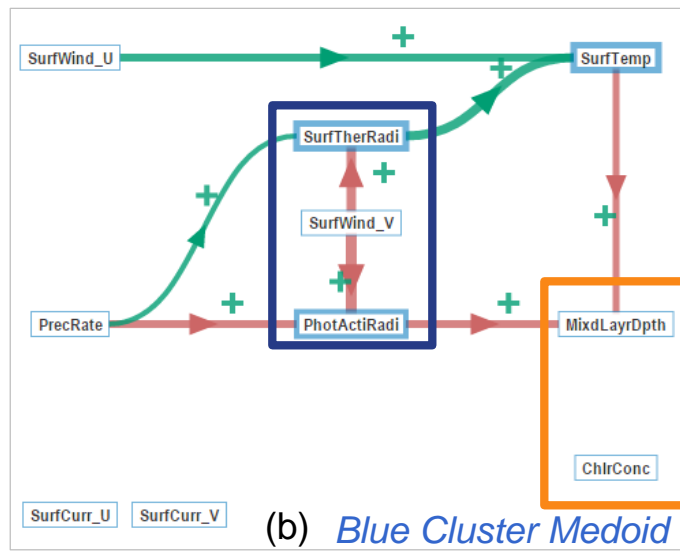 +
SurfWind_U
SurfTemp
+
SurfTherRadi
+
+
SurfWind_V
+
+
+
PrecRate
PhotActiRadi
MixdLayrDpth
ChlrConc
SurfCurr_U
SurfCurr_V
(b) Blue Cluster Medoid